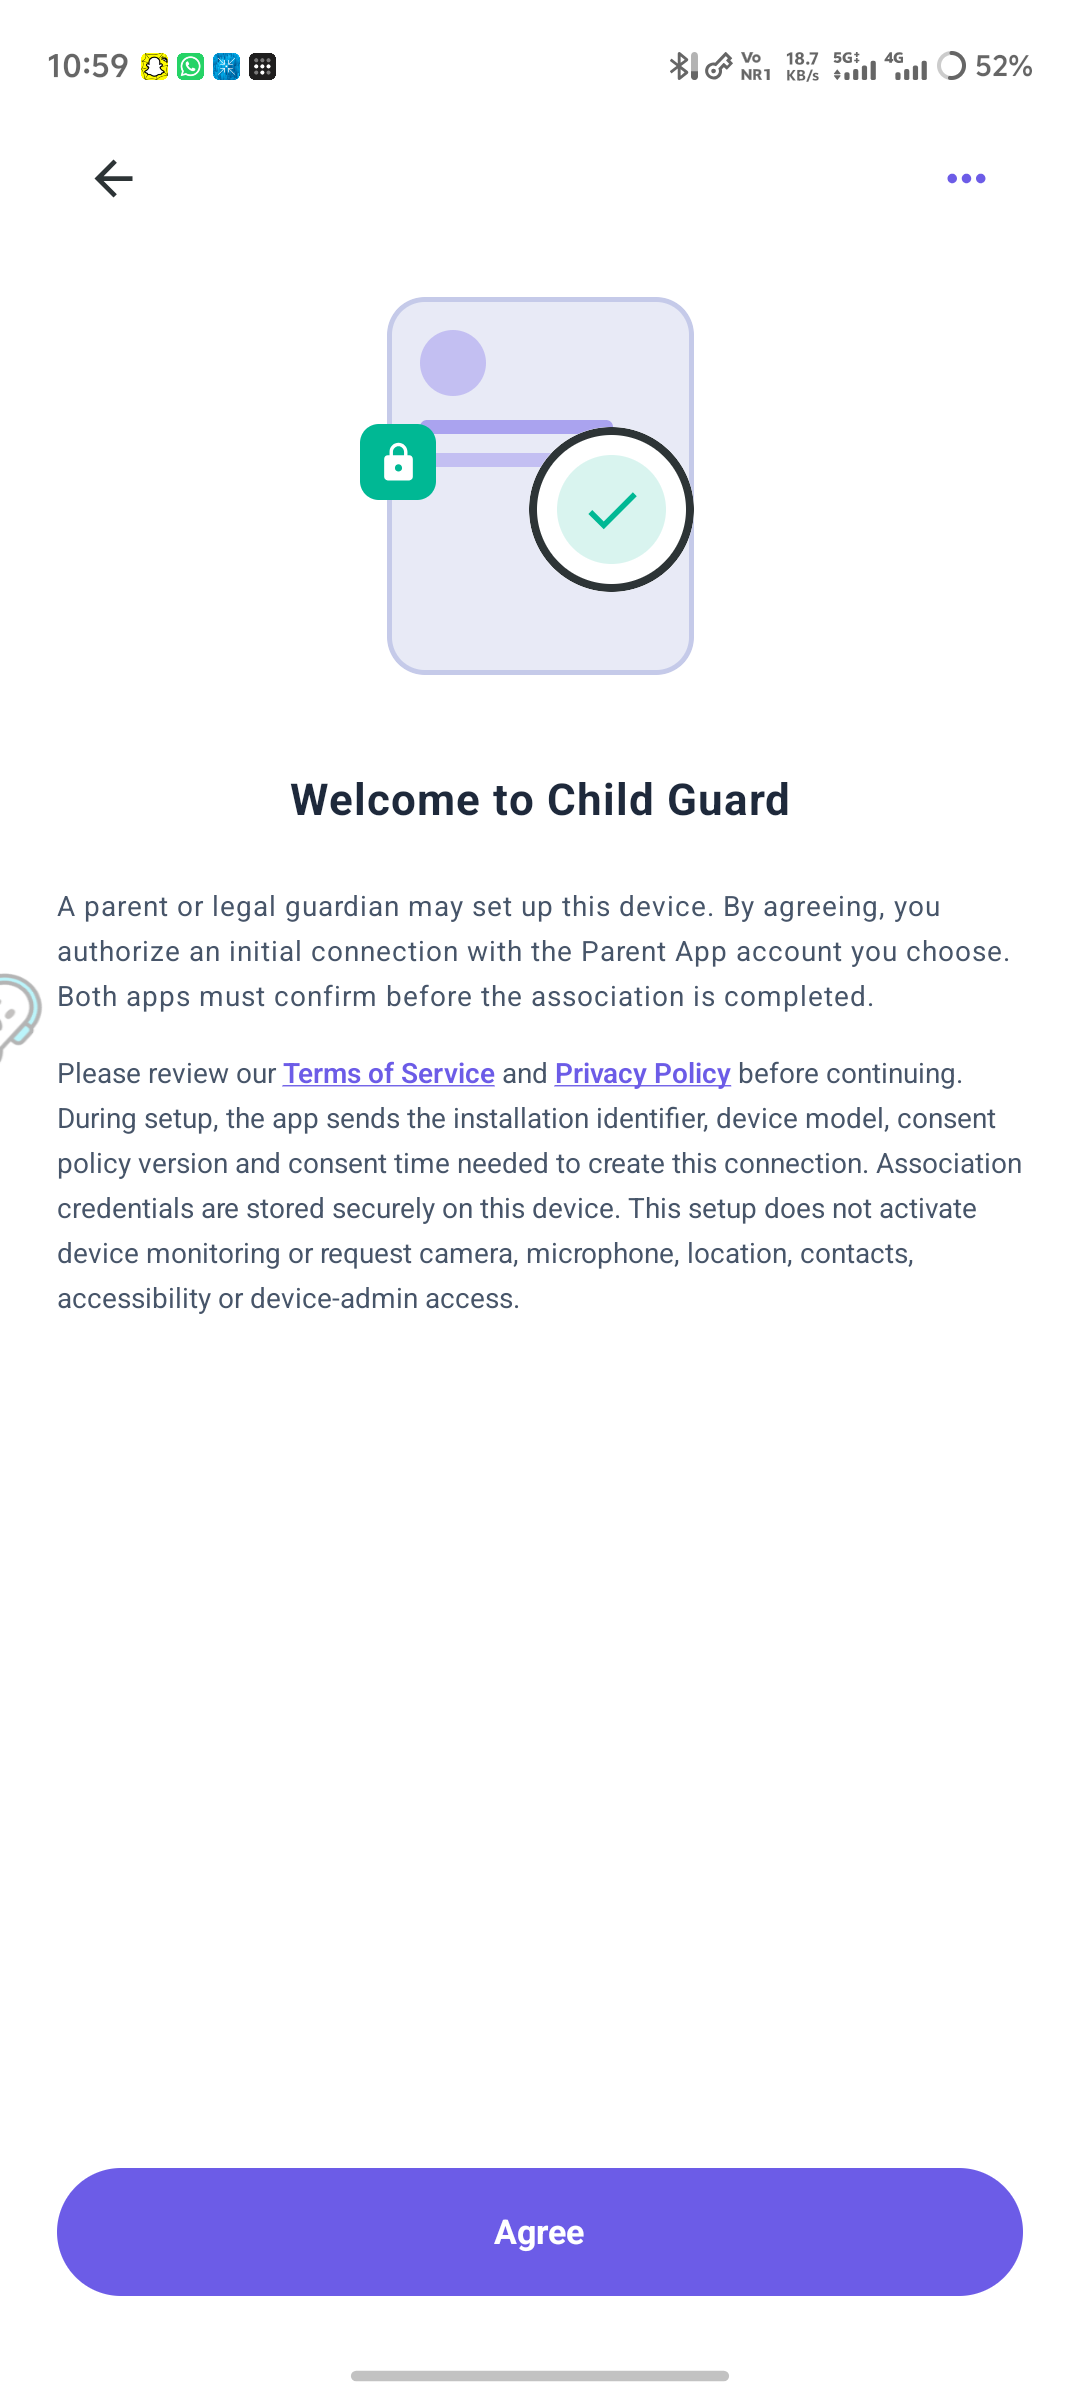 10:59
Vo
NR1
18.7
KB/s
5G
4G
52%
Welcome to Child Guard
A parent or legal guardian may set up this device. By agreeing, you
authorize an initial connection with the Parent App account you choose.
Both apps must confirm before the association is completed.
Please review our Terms of Service and Privacy Policy before continuing.
During setup, the app sends the installation identifier, device model, consent
policy version and consent time needed to create this connection. Association
credentials are stored securely on this device. This setup does not activate
device monitoring or request camera, microphone, location, contacts,
accessibility or device-admin access.
Agree